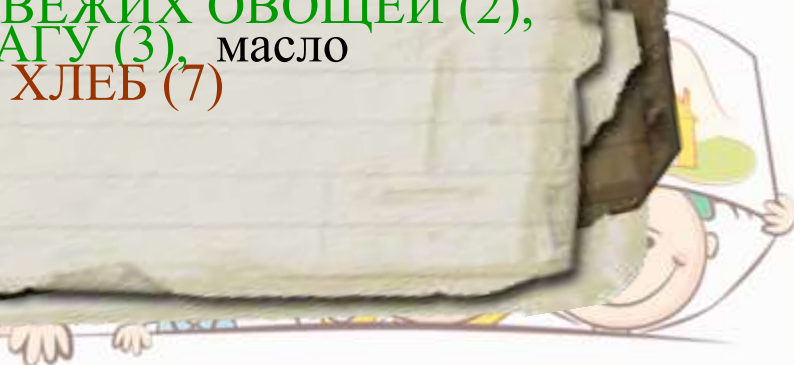 ВЕЖИХ ОВОЩЕЙ (2),
АГУ (3), масло
ХЛЕБ (7)